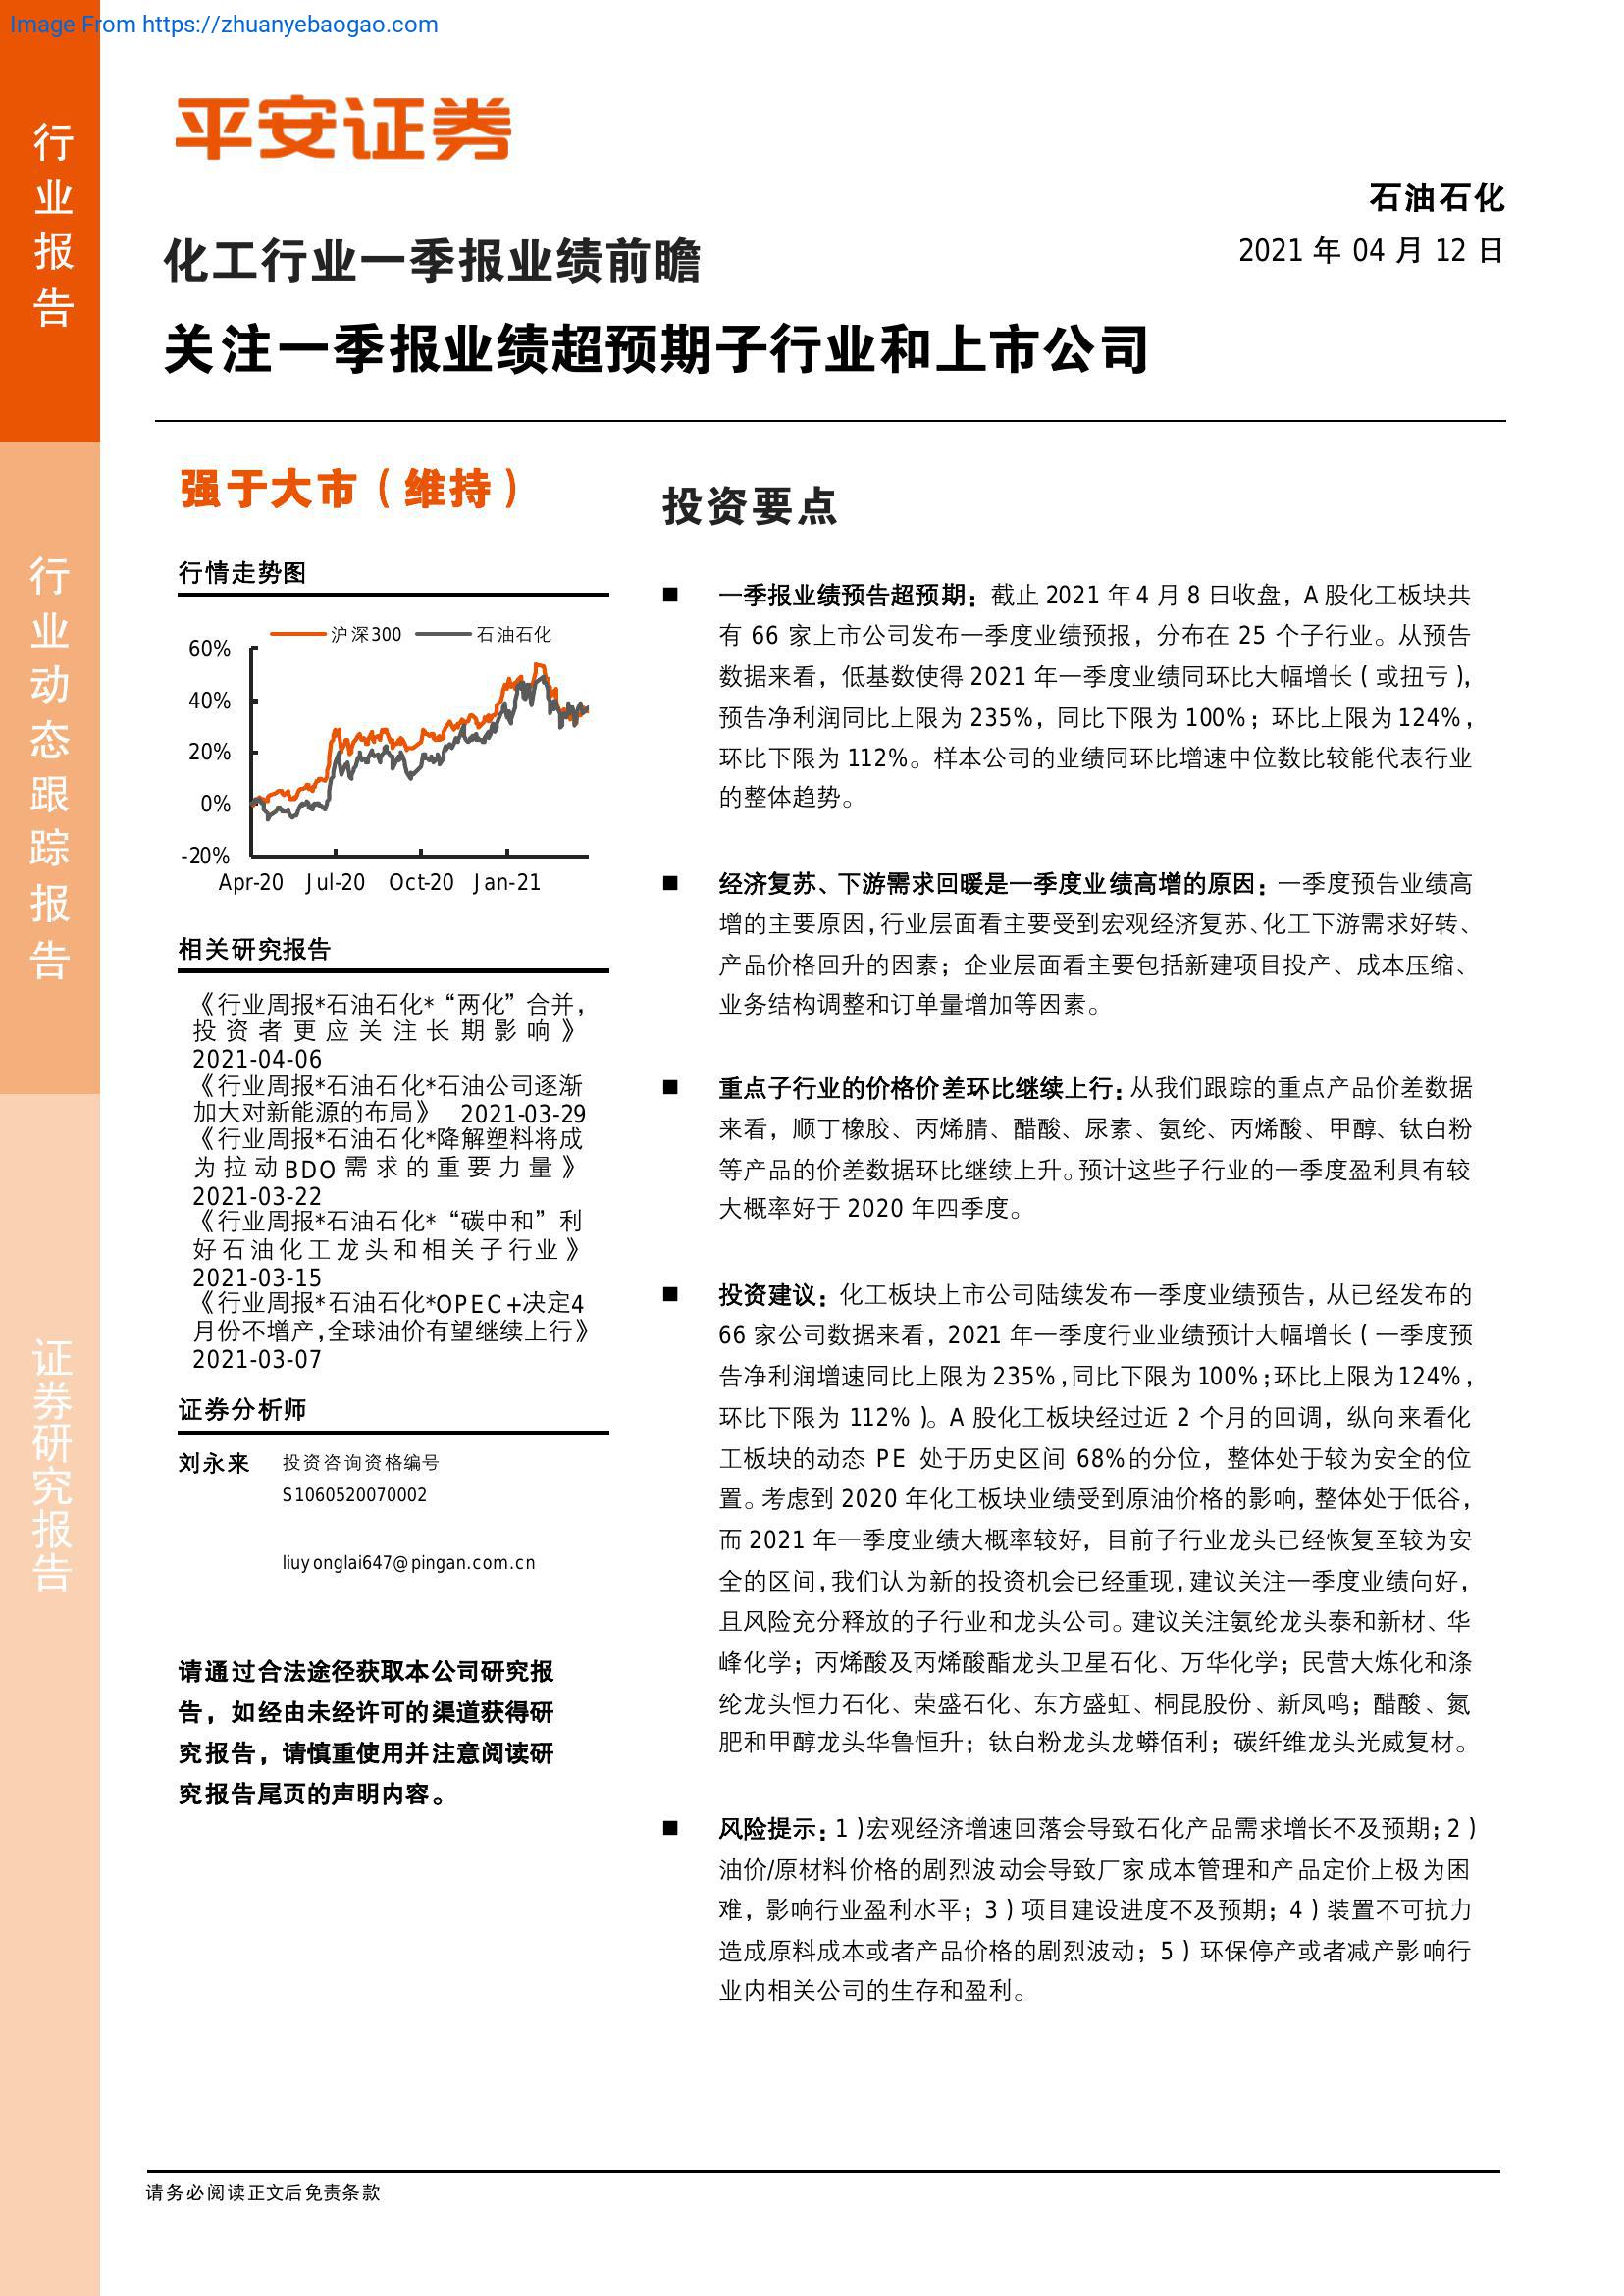 Image From https://zhuanyebaogao.com
行业报告
行业动态跟踪报告
证券研究报告
平安证券
石油石化
2021 年 04 月 12 日
化工行业一季报业绩前瞻
关注一季报业绩超预期子行业和上市公司
强于大市（维持）
行情走势图
沪深300 石油石化
60%
40%
20%
0%
-20%
Apr-20 Jul-20 Oct-20 Jan-21
相关研究报告
《行业周报*石油石化*“两化”合并，
投资者更应关注长期影响》
2021-04-06
《行业周报*石油石化*石油公司逐渐
加大对新能源的布局》 2021-03-29
《行业周报*石油石化*降解塑料将成
为拉动BDO需求的重要力量》
2021-03-22
《行业周报*石油石化*“碳中和”利
好石油化工龙头和相关子行业》
2021-03-15
《行业周报*石油石化*OPEC+决定4
月份不增产，全球油价有望继续上行》
2021-03-07
证券分析师
刘永来 投资咨询资格编号
S1060520070002
liuyonglai647@pingan.com.cn
请通过合法途径获取本公司研究报
告，如经由未经许可的渠道获得研
究报告，请慎重使用并注意阅读研
究报告尾页的声明内容。
投资要点
■ 一季报业绩预告超预期：截止 2021 年 4 月 8 日收盘，A 股化工板块共
有 66 家上市公司发布一季度业绩预报，分布在 25 个子行业。从预告
数据来看，低基数使得 2021 年一季度业绩同环比大幅增长（或扭亏），
预告净利润同比上限为 235%，同比下限为 100%；环比上限为 124%，
环比下限为 112%。样本公司的业绩同环比增速中位数比较能代表行业
的整体趋势。
■ 经济复苏、下游需求回暖是一季度业绩高增的原因：一季度预告业绩高
增的主要原因，行业层面看主要受到宏观经济复苏、化工下游需求好转、
产品价格回升的因素；企业层面看主要包括新建项目投产、成本压缩、
业务结构调整和订单量增加等因素。
■ 重点子行业的价格价差环比继续上行：从我们跟踪的重点产品价差数据
来看，顺丁橡胶、丙烯腈、醋酸、尿素、氨纶、丙烯酸、甲醇、钛白粉
等产品的价差数据环比继续上升。预计这些子行业的一季度盈利具有较
大概率好于 2020 年四季度。
■ 投资建议：化工板块上市公司陆续发布一季度业绩预告，从已经发布的
66 家公司数据来看，2021 年一季度行业业绩预计大幅增长（一季度预
告净利润增速同比上限为 235%，同比下限为 100%；环比上限为 124%，
环比下限为 112%）。A 股化工板块经过近 2 个月的回调，纵向来看化
工板块的动态 PE 处于历史区间 68%的分位，整体处于较为安全的位
置。考虑到 2020 年化工板块业绩受到原油价格的影响，整体处于低谷，
而 2021 年一季度业绩大概率较好，目前子行业龙头已经恢复至较为安
全的区间，我们认为新的投资机会已经重现，建议关注一季度业绩向好，
且风险充分释放的子行业和龙头公司。建议关注氨纶龙头泰和新材、华
峰化学；丙烯酸及丙烯酸酯龙头卫星石化、万华化学；民营大炼化和涤
纶龙头恒力石化、荣盛石化、东方盛虹、桐昆股份、新凤鸣；醋酸、氮
肥和甲醇龙头华鲁恒升；钛白粉龙头龙蟒佰利；碳纤维龙头光威复材。
■ 风险提示：1）宏观经济增速回落会导致石化产品需求增长不及预期；2）
油价/原材料价格的剧烈波动会导致厂家成本管理和产品定价上极为困
难，影响行业盈利水平；3）项目建设进度不及预期；4）装置不可抗力
造成原料成本或者产品价格的剧烈波动；5）环保停产或者减产影响行
业内相关公司的生存和盈利。
请务必阅读正文后免责条款